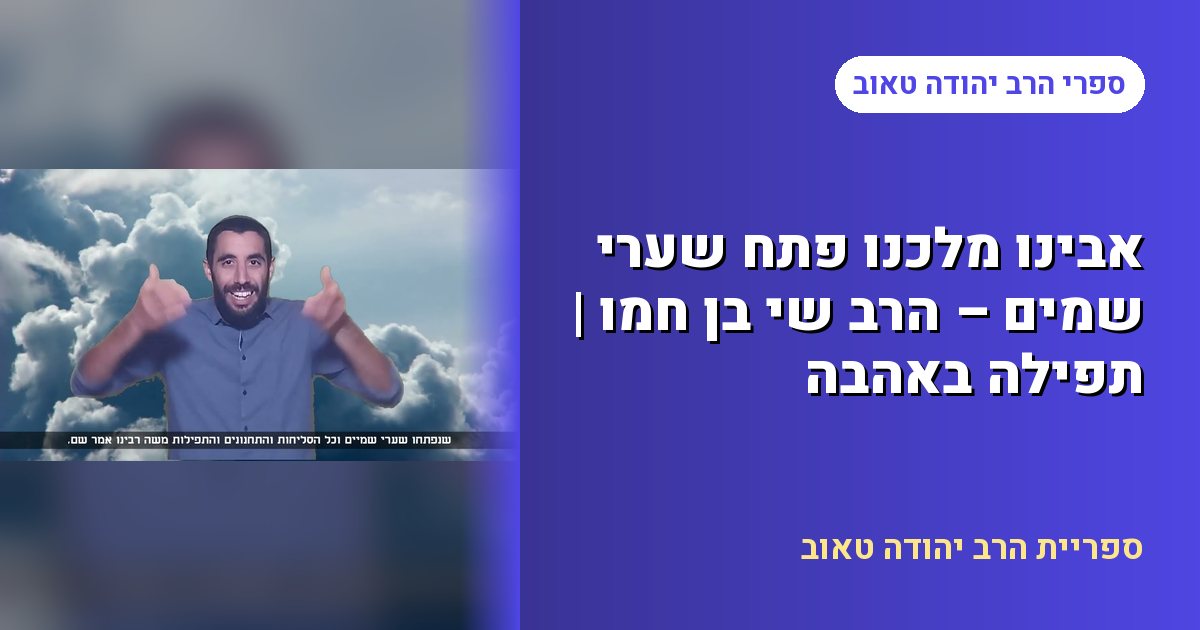 ספרי הרב יהודה טאוב
אבינו מלכנו פתח שערי
שמים – הרב שי בן חמו |
תפילה באהבה
ספריית הרב יהודה טאוב
שנפתחו שערי שמיים וכל הסליחות והתחנונים והתפילות משה רבינו אמר שם.